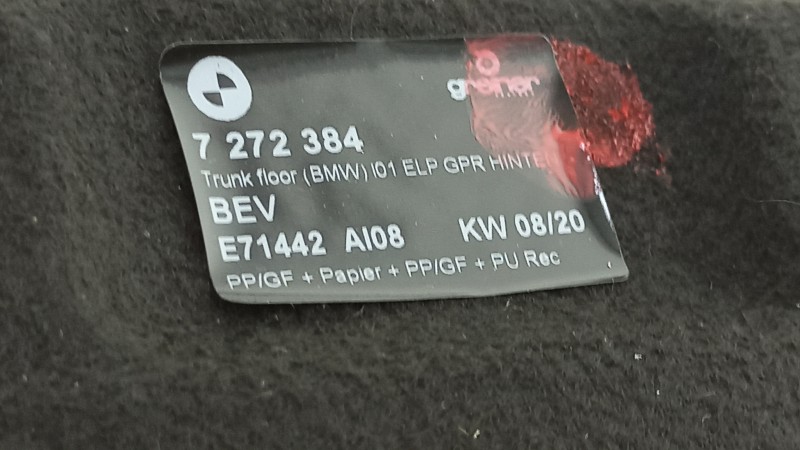 greiner
7 272 384
Trunk floor (BMW) I01 ELP GPR HINTE
BEV
E71442 AI08 KW 08/20
PP/GF + Papier + PP/GF + PU Rec